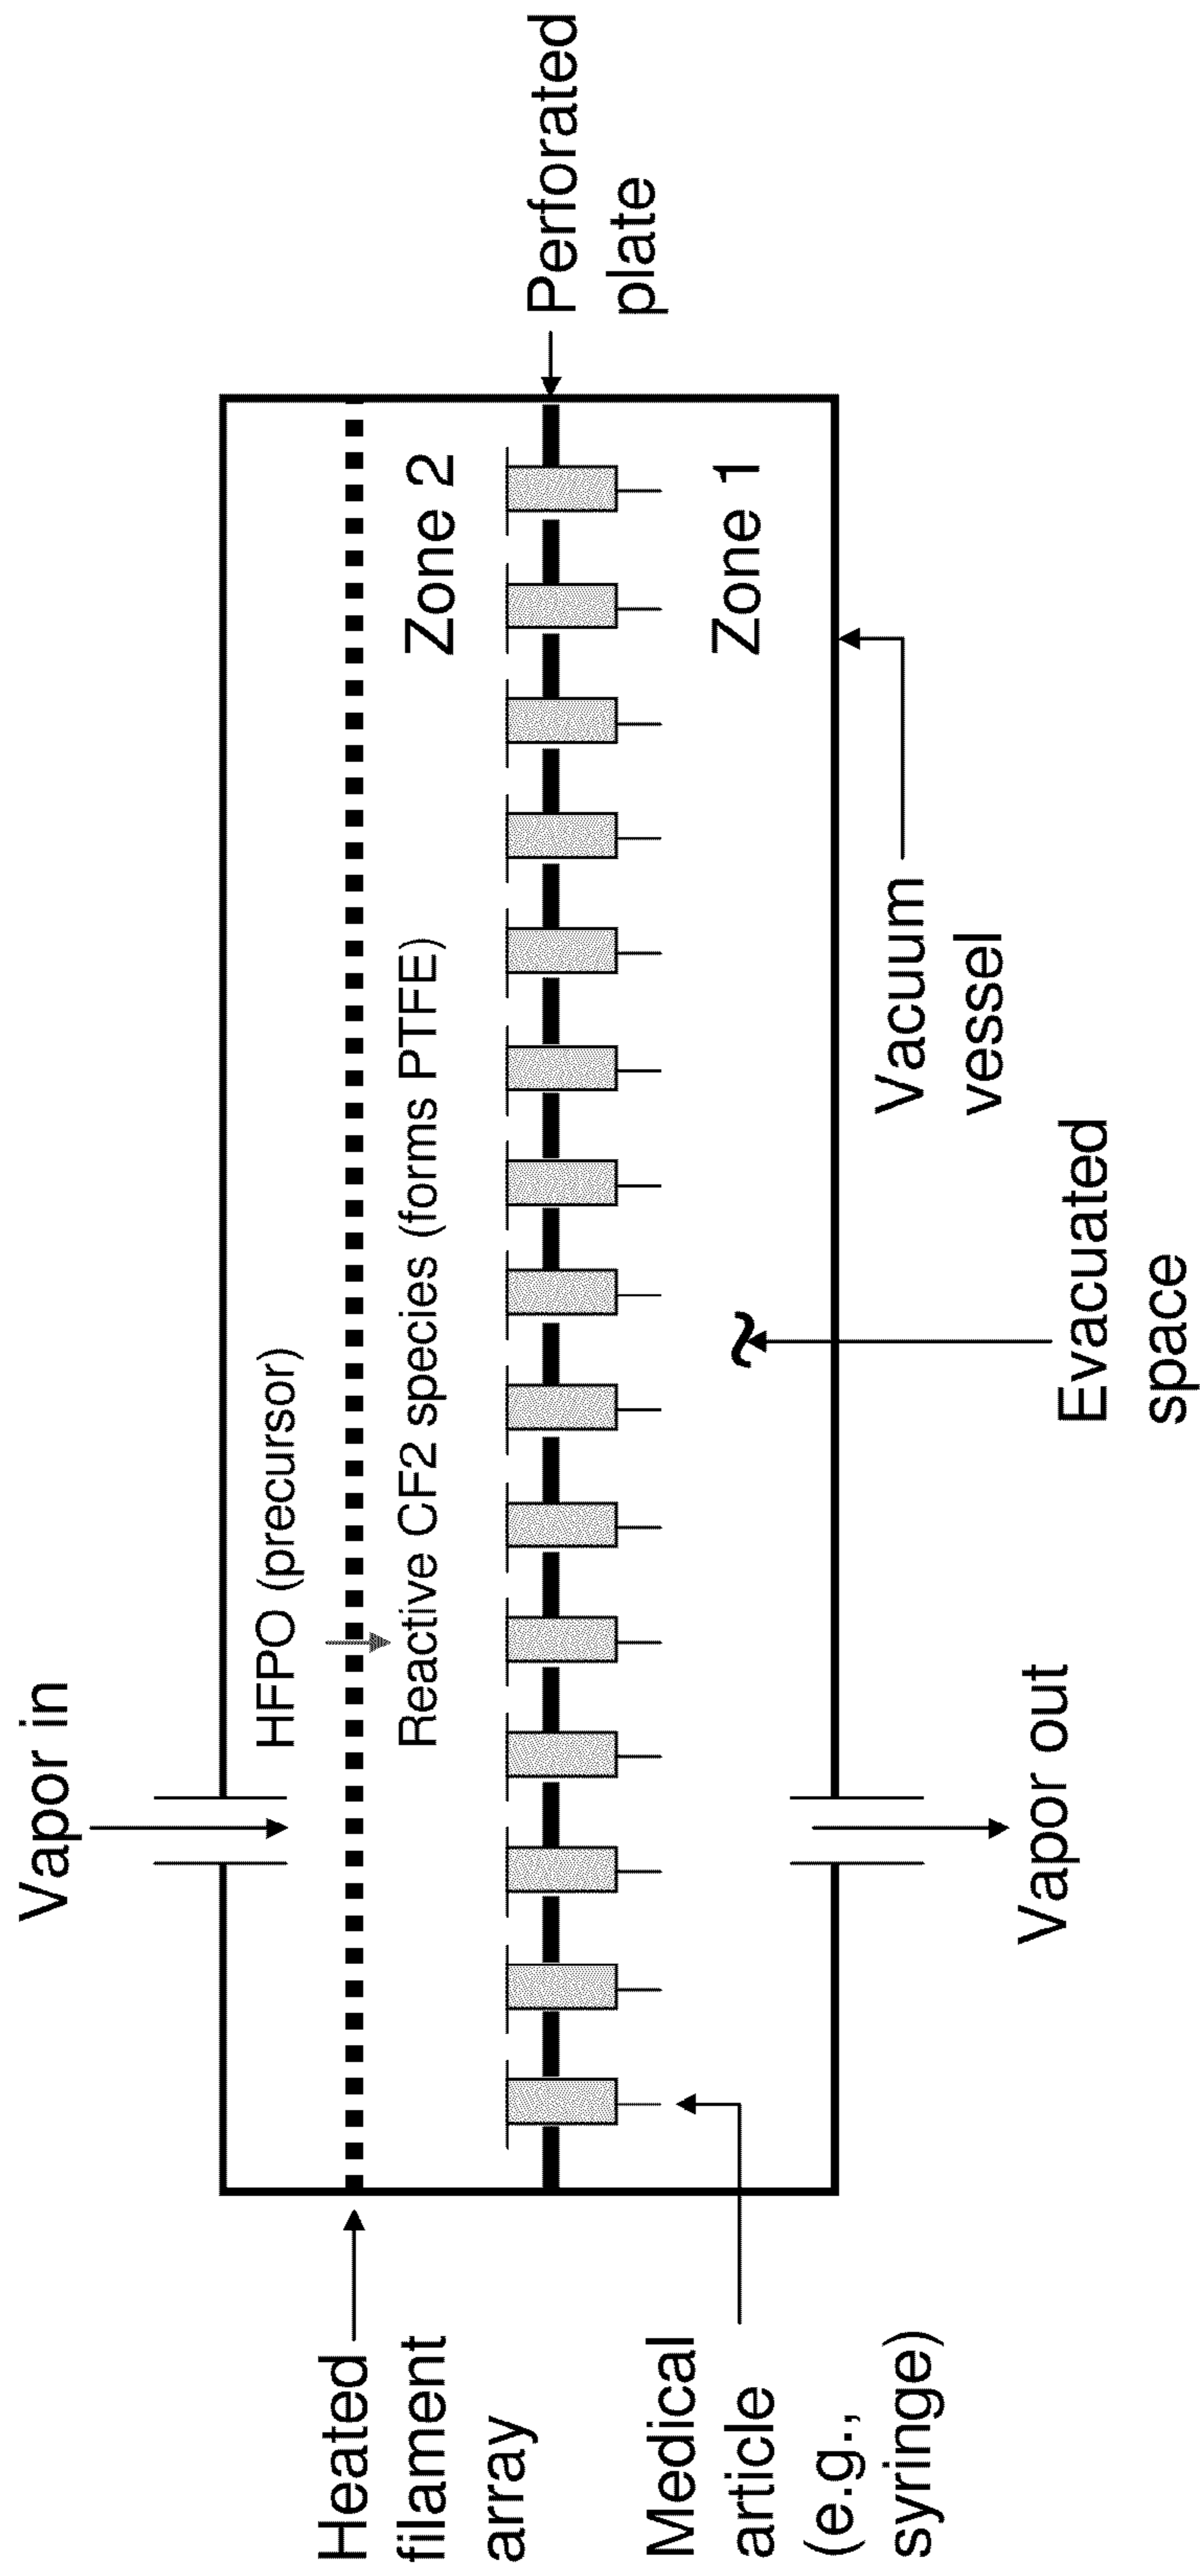 Vapor in
HFPO (precursor)
Heated
filament
array
Reactive CF2 species (forms PTFE)
Zone 2
Perforated
plate
Medical
article
(e.g.,
syringe)
Zone 1
Vacuum
vessel
Vapor out
Evacuated
space